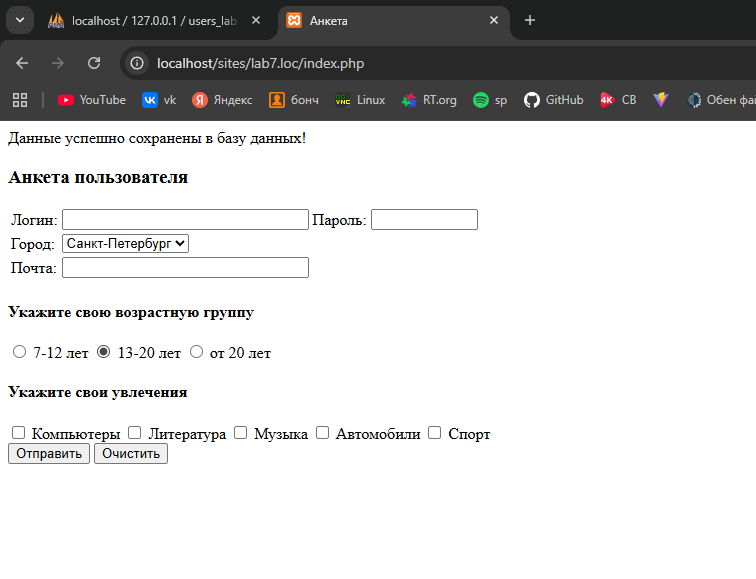 localhost / 127.0.0.1 / users_lab
Анкета
localhost/sites/lab7.loc/index.php
YouTube vk Яндекс бонч Linux RT.org sp GitHub СВ Обен фа
Данные успешно сохранены в базу данных!
Анкета пользователя
Логин: Пароль:
Город: Санкт-Петербург
Почта:
Укажите свою возрастную группу
7-12 лет 13-20 лет от 20 лет
Укажите свои увлечения
Компьютеры Литература Музыка Автомобили Спорт
Отправить Очистить